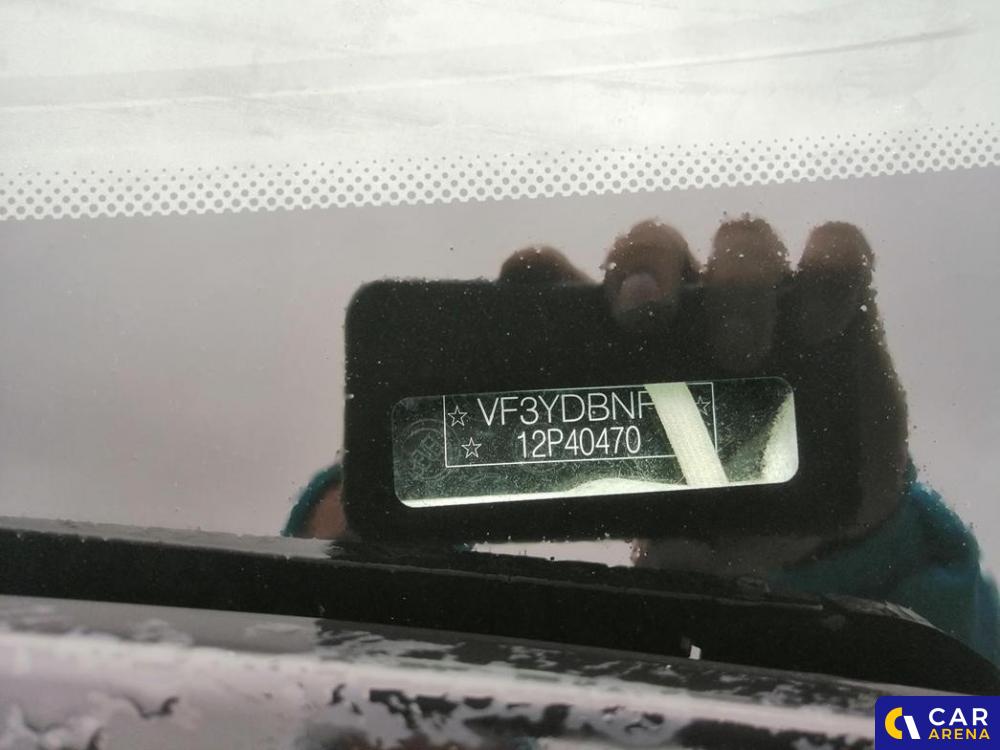 ☆ VF3YDBNF ☆
☆ 12P40470
CAR
ARENA